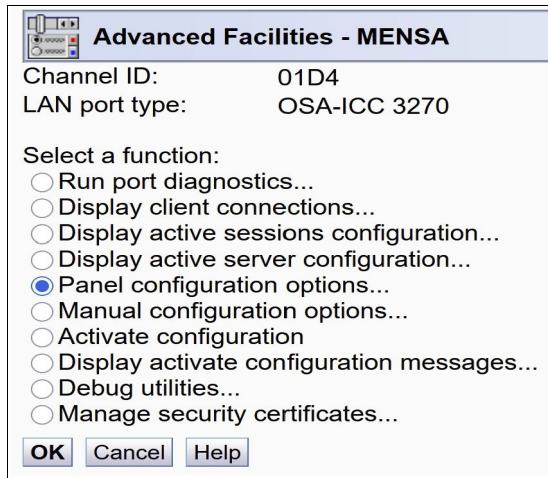 Advanced Facilities - MENSA
Channel ID: 01D4
LAN port type: OSA-ICC 3270
Select a function:
Run port diagnostics...
Display client connections...
Display active sessions configuration...
Display active server configuration...
Panel configuration options...
Manual configuration options...
Activate configuration
Display activate configuration messages...
Debug utilities...
Manage security certificates...
OK Cancel Help